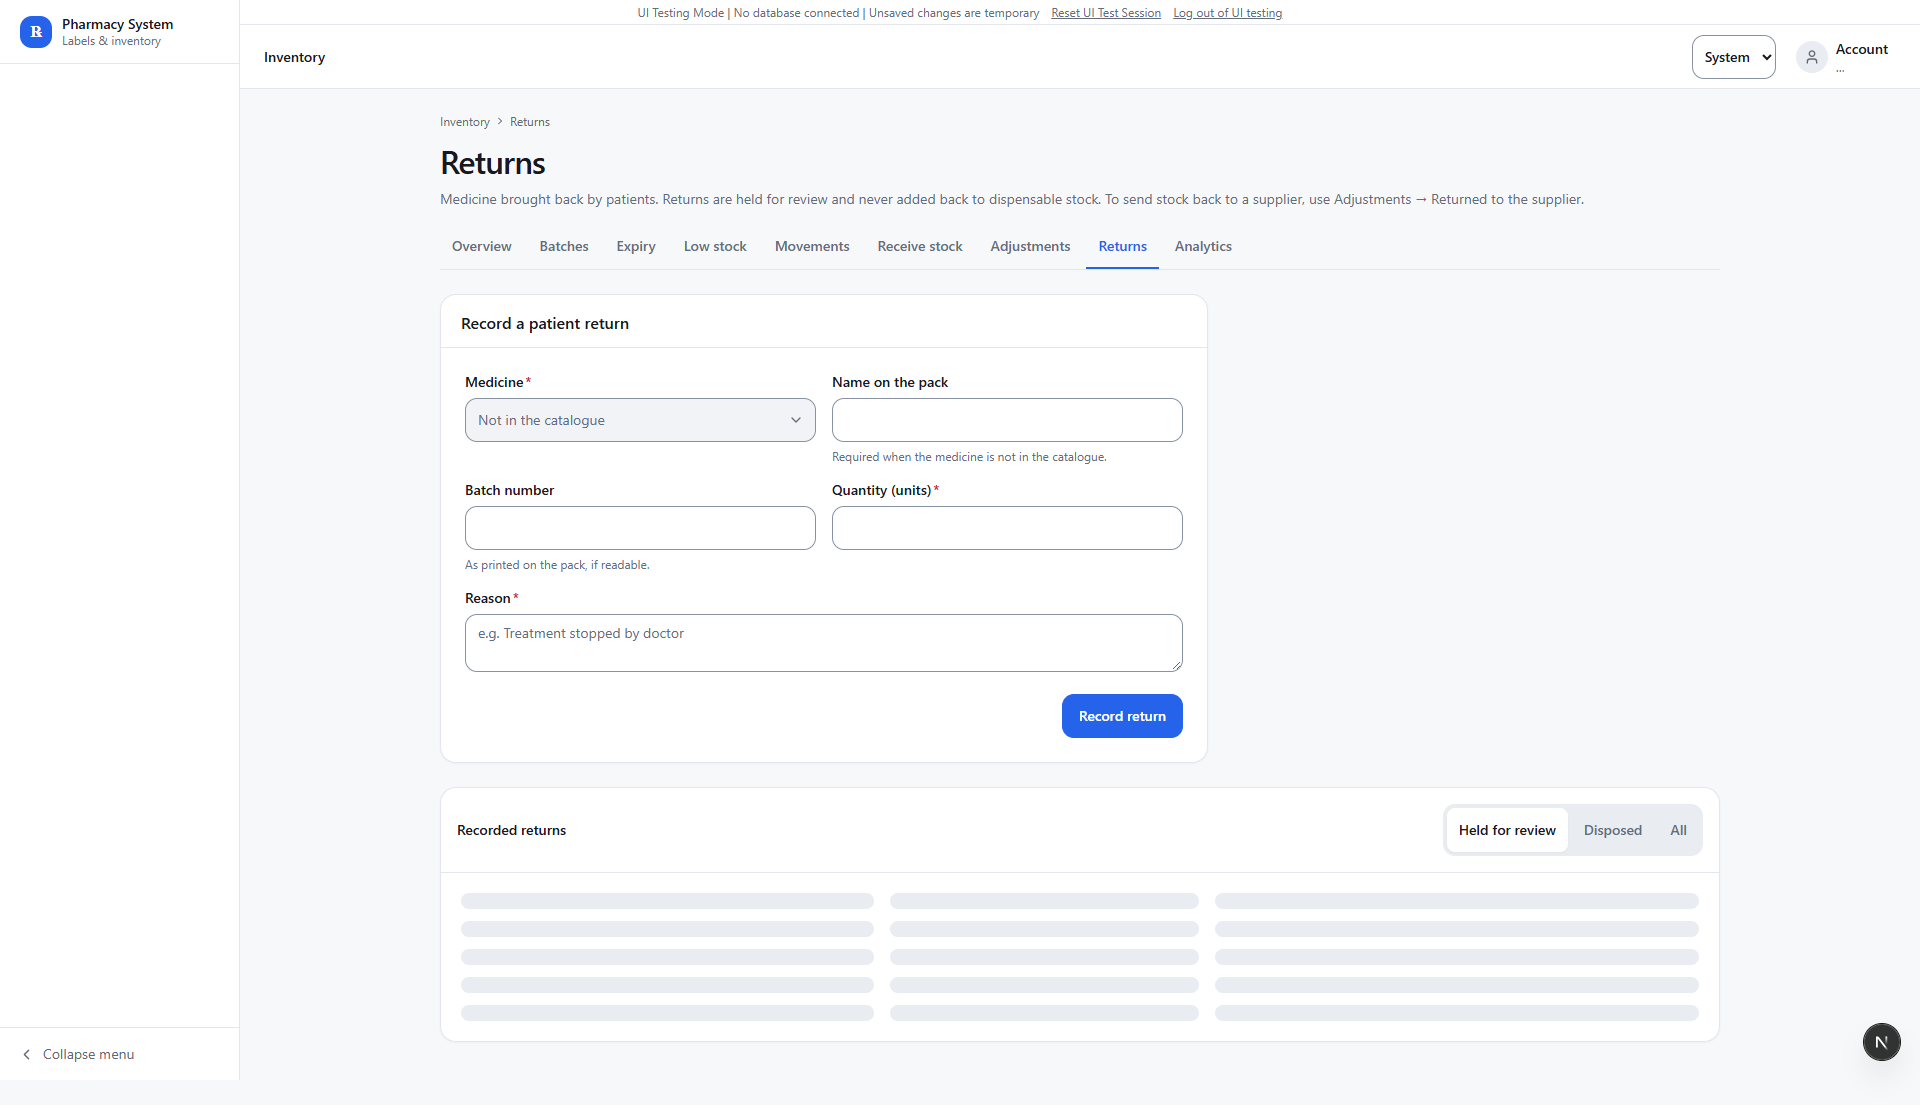 ℞
Pharmacy System
Labels & inventory
UI Testing Mode | No database connected | Unsaved changes are temporary Reset UI Test Session Log out of UI testing
Inventory
System
Account
...
Inventory > Returns
Returns
Medicine brought back by patients. Returns are held for review and never added back to dispensable stock. To send stock back to a supplier, use Adjustments → Returned to the supplier.
Overview Batches Expiry Low stock Movements Receive stock Adjustments Returns Analytics
Record a patient return
Medicine* Name on the pack
Not in the catalogue
Required when the medicine is not in the catalogue.
Batch number Quantity (units)*
As printed on the pack, if readable.
Reason*
e.g. Treatment stopped by doctor
Record return
Recorded returns
Held for review Disposed All
Collapse menu
N